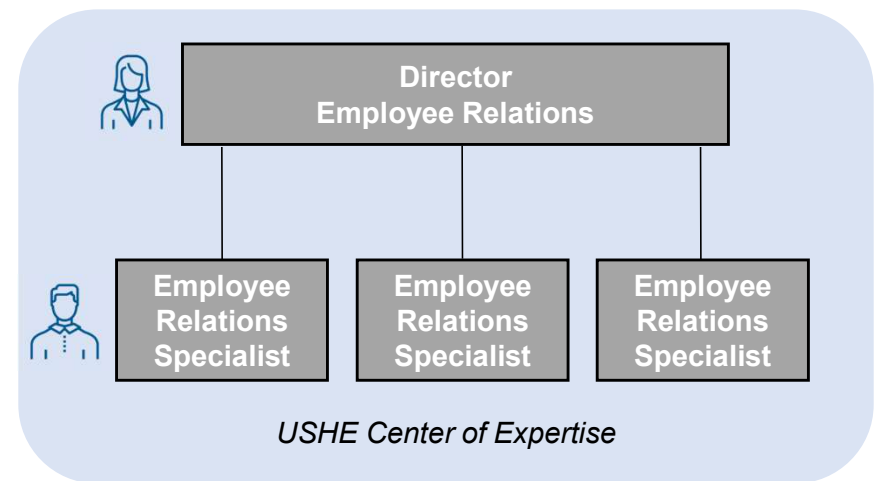 Director
Employee Relations
Employee
Relations
Specialist
Employee
Relations
Specialist
Employee
Relations
Specialist
USHE Center of Expertise